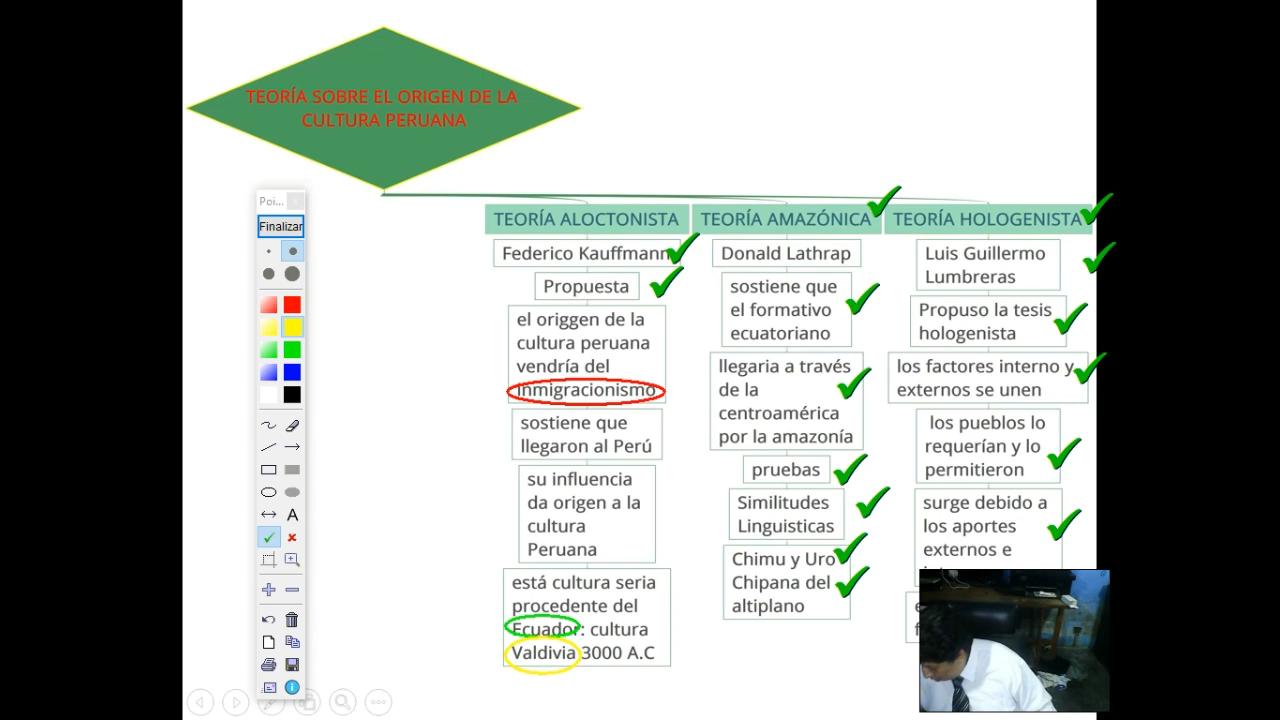 TEORÍA SOBRE EL ORIGEN DE LA
CULTURA PERUANA
Poi...
Finalizar
A
TEORÍA ALOCTONISTA
Federico Kauffmann
Propuesta
el origgen de la
cultura peruana
vendría del
inmigracionismo
sostiene que
llegaron al Perú
su influencia
da origen a la
cultura
Peruana
está cultura seria
procedente del
Ecuador: cultura
Valdivia 3000 A.C
TEORÍA AMAZÓNICA
Donald Lathrap
sostiene que
el formativo
ecuatoriano
llegaria a través
de la
centroamérica
por la amazonía
pruebas
Similitudes
Linguisticas
Chimu y Uro
Chipana del
altiplano
TEORÍA HOLOGENISTA
Luis Guillermo
Lumbreras
Propuso la tesis
hologenista
los factores interno y
externos se unen
los pueblos lo
requerían y lo
permitieron
surge debido a
los aportes
externos e